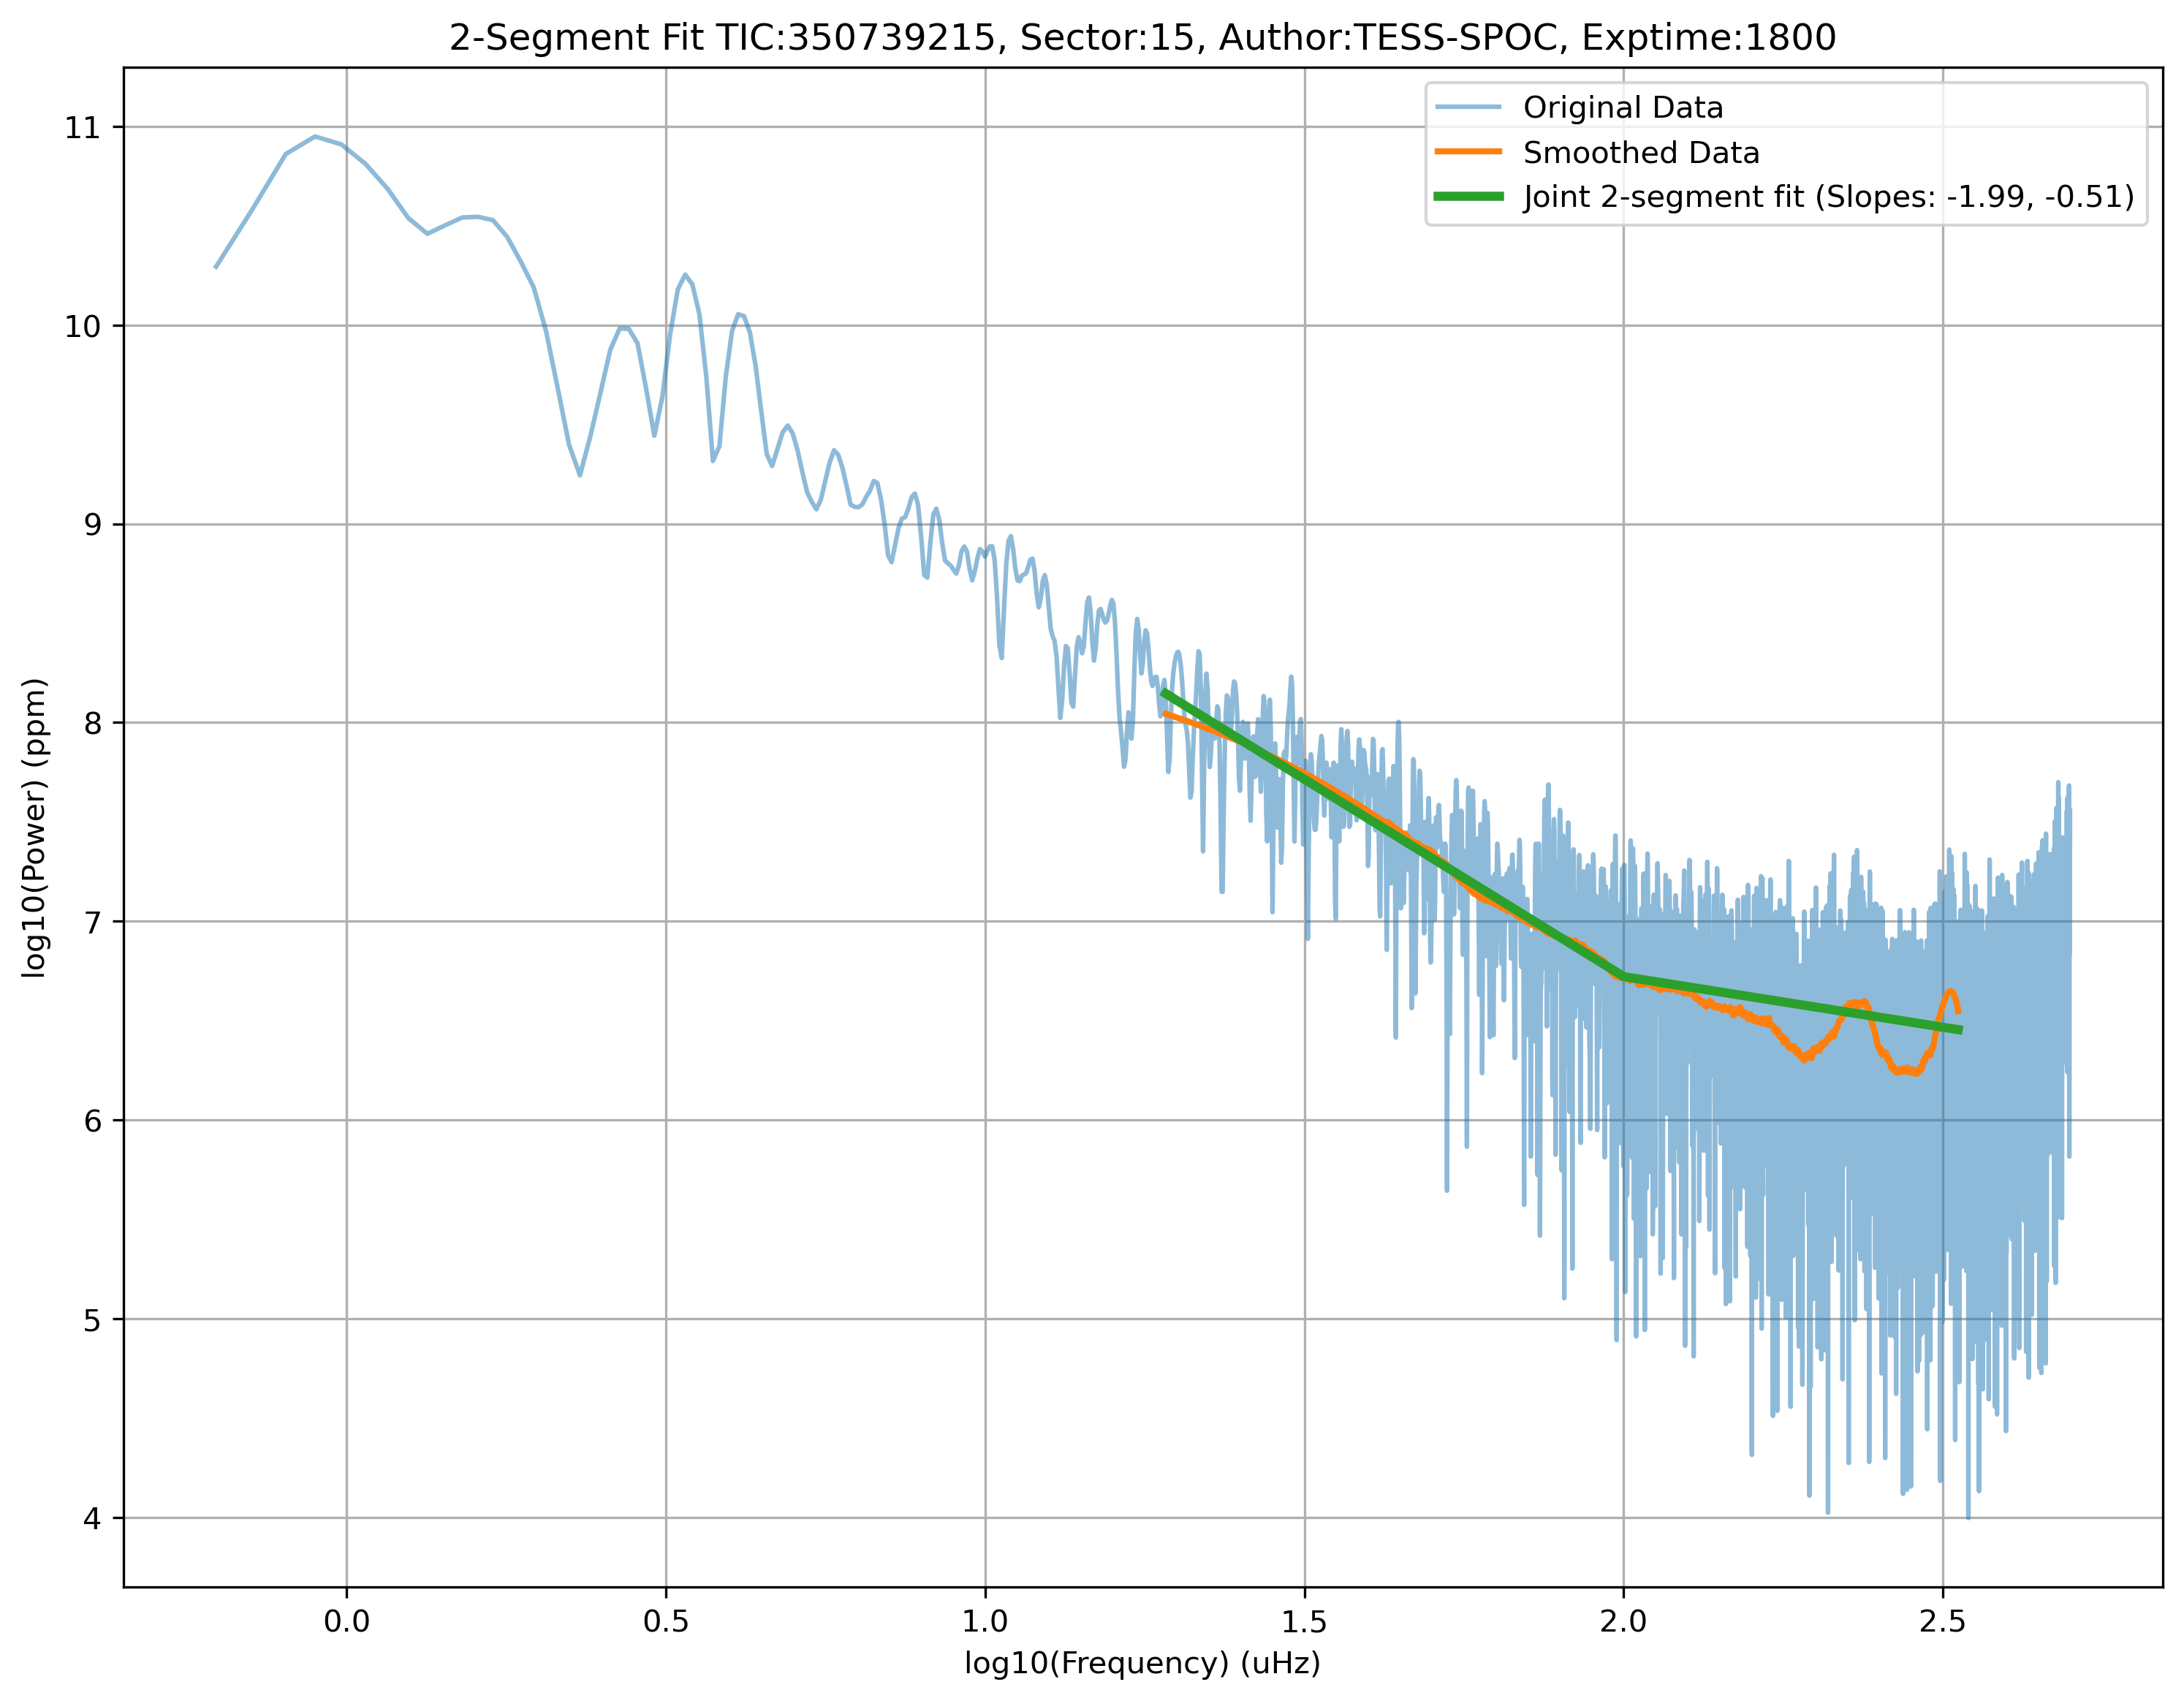 2-Segment Fit TIC:350739215, Sector:15, Author:TESS-SPOC, Exptime:1800
Original Data
Smoothed Data
Joint 2-segment fit (Slopes: -1.99, -0.51)
log10(Power) (ppm)
11
10
9
8
7
6
5
4
0.0
0.5
1.0
1.5
2.0
2.5
log10(Frequency) (uHz)